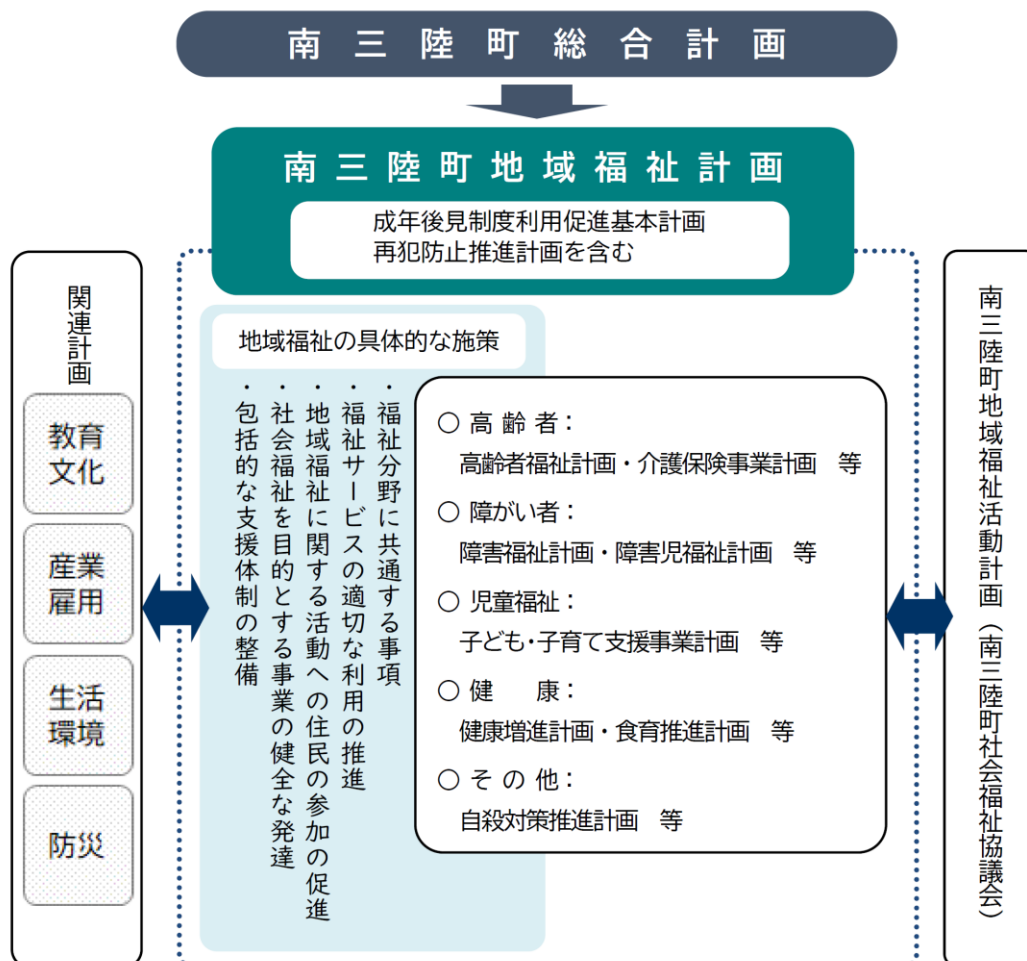 南三陸町総合計画
南三陸町地域福祉計画
成年後見制度利用促進基本計画
再犯防止推進計画を含む
関連計画
教育
文化
産業
雇用
生活
環境
防災
地域福祉の具体的な施策
・福祉分野に共通する事項
・福祉サービスの適切な利用の推進
・地域福祉に関する活動への住民の参加の促進
・社会福祉を目的とする事業の健全な発達
・包括的な支援体制の整備
○ 高齢者：
高齢者福祉計画・介護保険事業計画　等
○ 障がい者：
障害福祉計画・障害児福祉計画　等
○ 児童福祉：
子ども・子育て支援事業計画　等
○ 健　康：
健康増進計画・食育推進計画　等
○ その他：
自殺対策推進計画　等
南三陸町地域福祉活動計画（南三陸町社会福祉協議会）